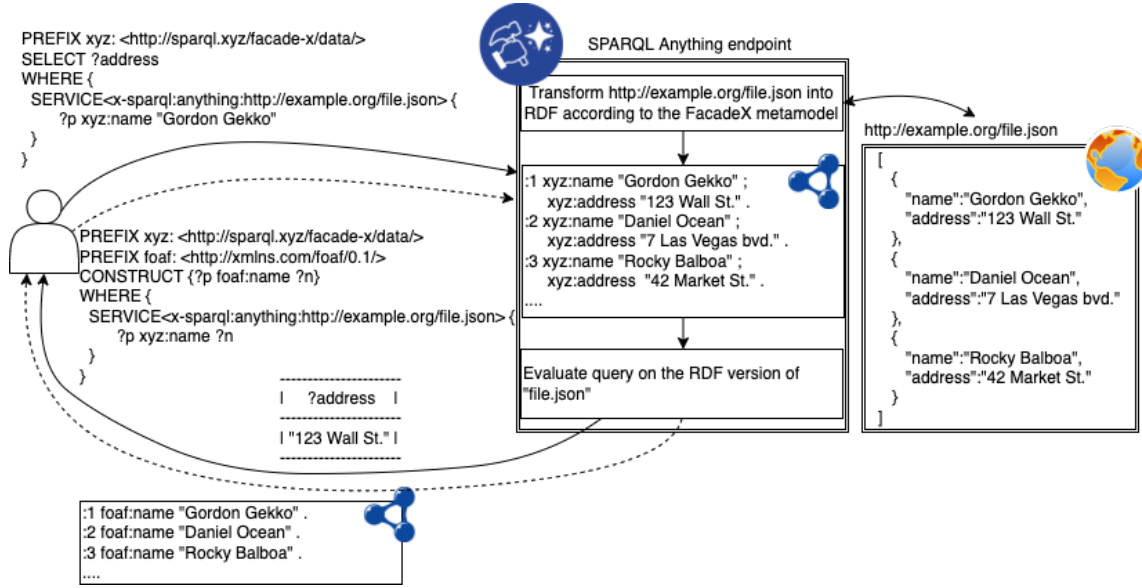 PREFIX xyz: <http://sparql.xyz/facade-x/data/>
SELECT ?address
WHERE {
SERVICE<x-sparql:anything:http://example.org/file.json> {
?p xyz:name "Gordon Gekko"
}
}
PREFIX xyz: <http://sparql.xyz/facade-x/data/>
PREFIX foaf: <http://xmlns.com/foaf/0.1/>
CONSTRUCT {?p foaf:name ?n}
WHERE {
SERVICE<x-sparql:anything:http://example.org/file.json> {
?p xyz:name ?n
}
}
--------------------
| ?address |
--------------------
| "123 Wall St." |
--------------------
:1 foaf:name "Gordon Gekko" .
:2 foaf:name "Daniel Ocean" .
:3 foaf:name "Rocky Balboa" .
....
SPARQL Anything endpoint
Transform http://example.org/file.json into
RDF according to the FacadeX metamodel
:1 xyz:name "Gordon Gekko" ;
xyz:address "123 Wall St." .
:2 xyz:name "Daniel Ocean" ;
xyz:address "7 Las Vegas bvd." .
:3 xyz:name "Rocky Balboa" ;
xyz:address "42 Market St." .
....
Evaluate query on the RDF version of
"file.json"
http://example.org/file.json
[
{
"name":"Gordon Gekko",
"address":"123 Wall St."
},
{
"name":"Daniel Ocean",
"address":"7 Las Vegas bvd."
},
{
"name":"Rocky Balboa",
"address":"42 Market St."
}
]